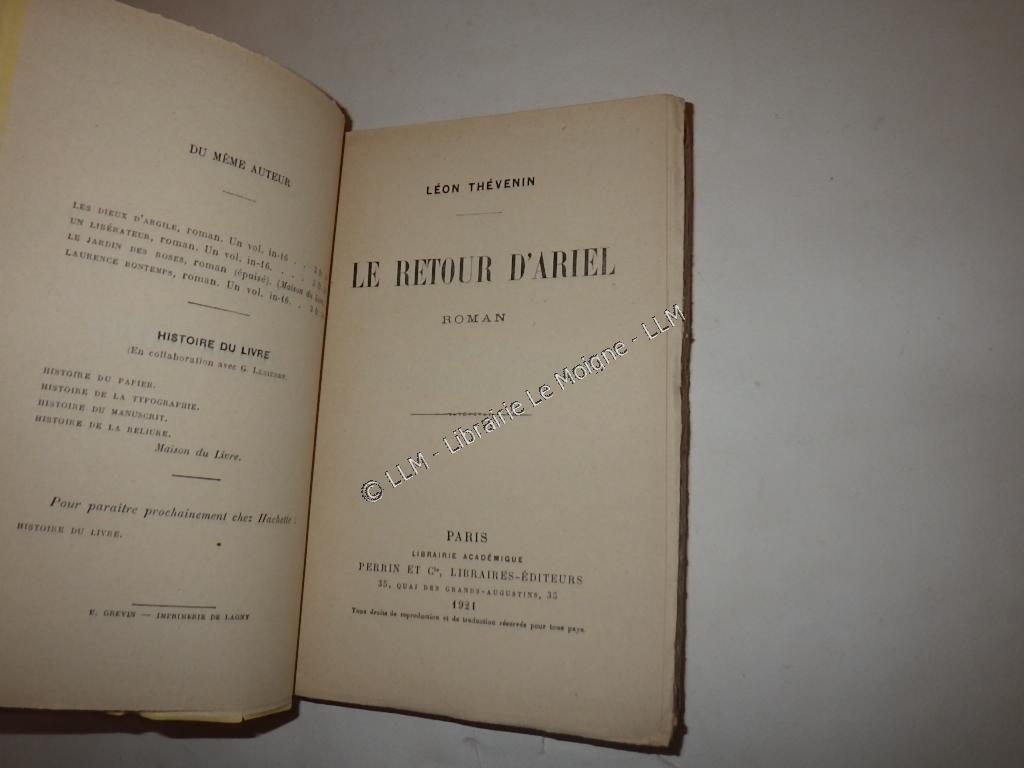 DU MÊME AUTEUR
LES DIEUX D'ARGILE, roman. Un vol. in-16 . . 3 fr.
UN LIBÉRATEUR, roman. Un vol. in-16. . . .
LE JARDIN DES ROSES, roman (épuisé). (Maison du Livre
LAURENCE BONTEMPS, roman. Un vol. in-16. . 3 fr.
HISTOIRE DU LIVRE
(En collaboration avec G.
HISTOIRE DU PAPIER.
HISTOIRE DE LA TYPOGRAPHIE.
HISTOIRE DU MANUSCRIT.
HISTOIRE DE LA RELIURE.
Maison du Livre.
Pour paraître prochainement chez Hachette :
HISTOIRE DU LIVRE.
E. GREVIN — IMPRIMERIE DE LAGNY
LÉON THÉVENIN
LE RETOUR D'ARIEL
ROMAN
PARIS
LIBRAIRIE ACADÉMIQUE
PERRIN ET Cie, LIBRAIRES-ÉDITEURS
35, QUAI DES GRANDS-AUGUSTINS, 35
1921
Tous droits de reproduction et de traduction réservés pour tous pays.
© LLM - Librairie Le Moigne - LLM